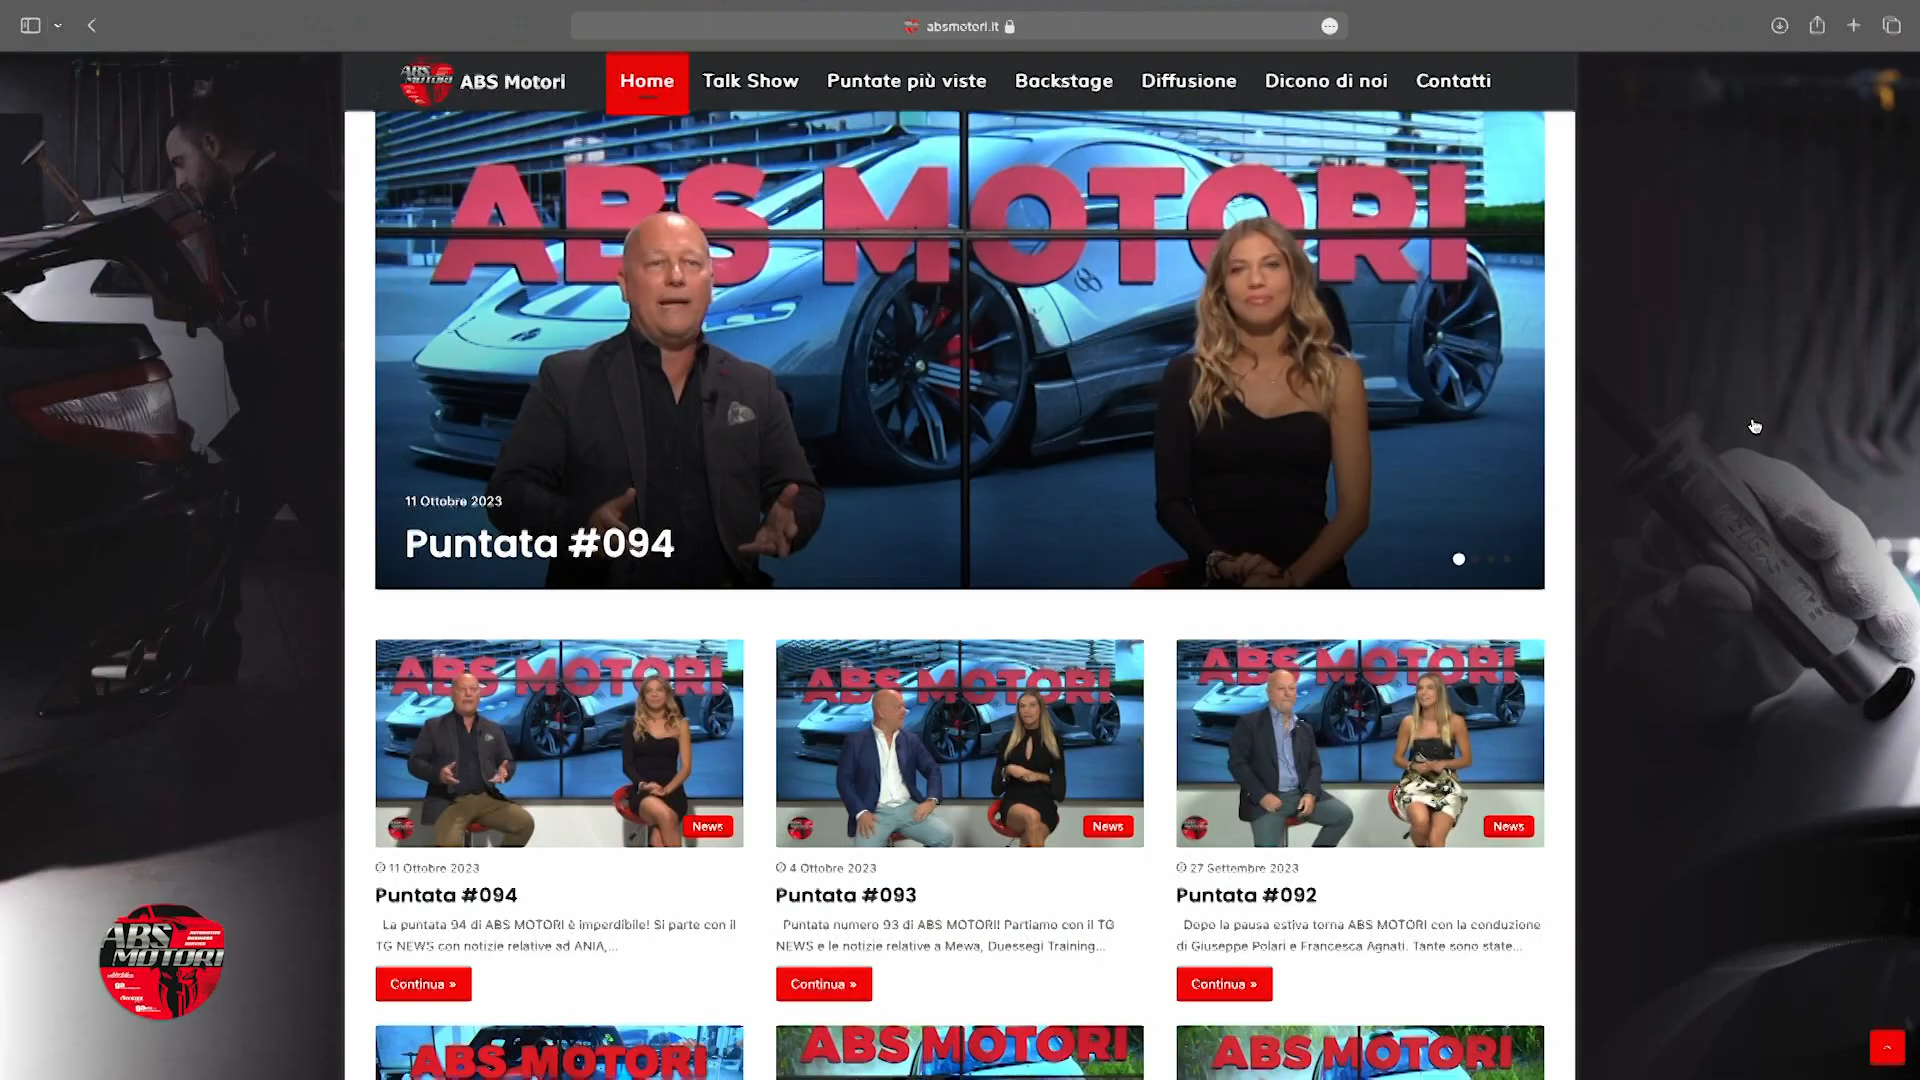 absmotori.it
ABS MOTORI
ABS Motori
Home
Talk Show
Puntate più viste
Backstage
Diffusione
Dicono di noi
Contatti
ABS MOTORI
11 Ottobre 2023
Puntata #094
ABS MOTORI
News
11 Ottobre 2023
Puntata #094
La puntata 94 di ABS MOTORI è imperdibile! Si parte con il
TG NEWS con notizie relative ad ANIA,...
Continua »
ABS MOTORI
News
4 Ottobre 2023
Puntata #093
Puntata numero 93 di ABS MOTORI! Partiamo con il TG
NEWS e le notizie relative a Mewa, Duessegi Training...
Continua »
ABS MOTORI
News
27 Settembre 2023
Puntata #092
Dopo la pausa estiva torna ABS MOTORI con la conduzione
di Giuseppe Polari e Francesca Agnati. Tante sono state...
Continua »
ABS MOTORI
ABS MOTORI
ABS MOTORI
ABS
MOTORI
AUTOMOTIVE
BUSINESS
SERVICE